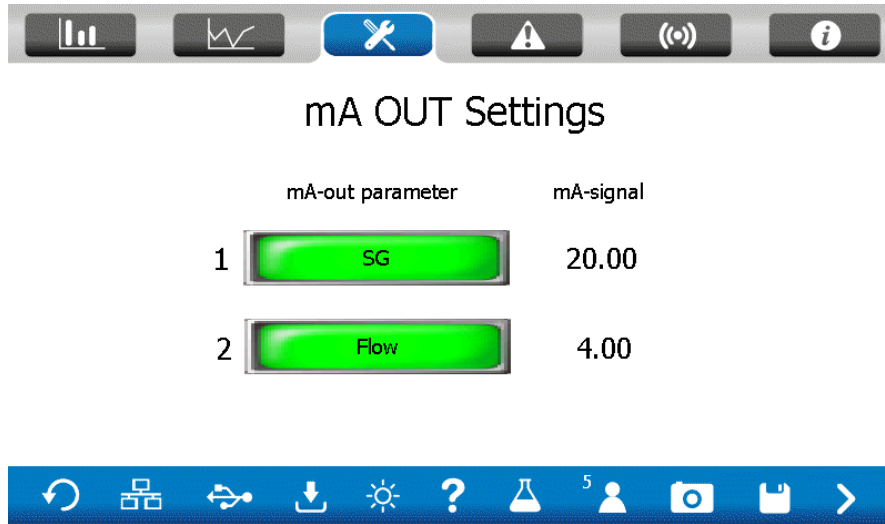 mA OUT Settings
mA-out parameter mA-signal
1 SG 20.00
2 Flow 4.00
5